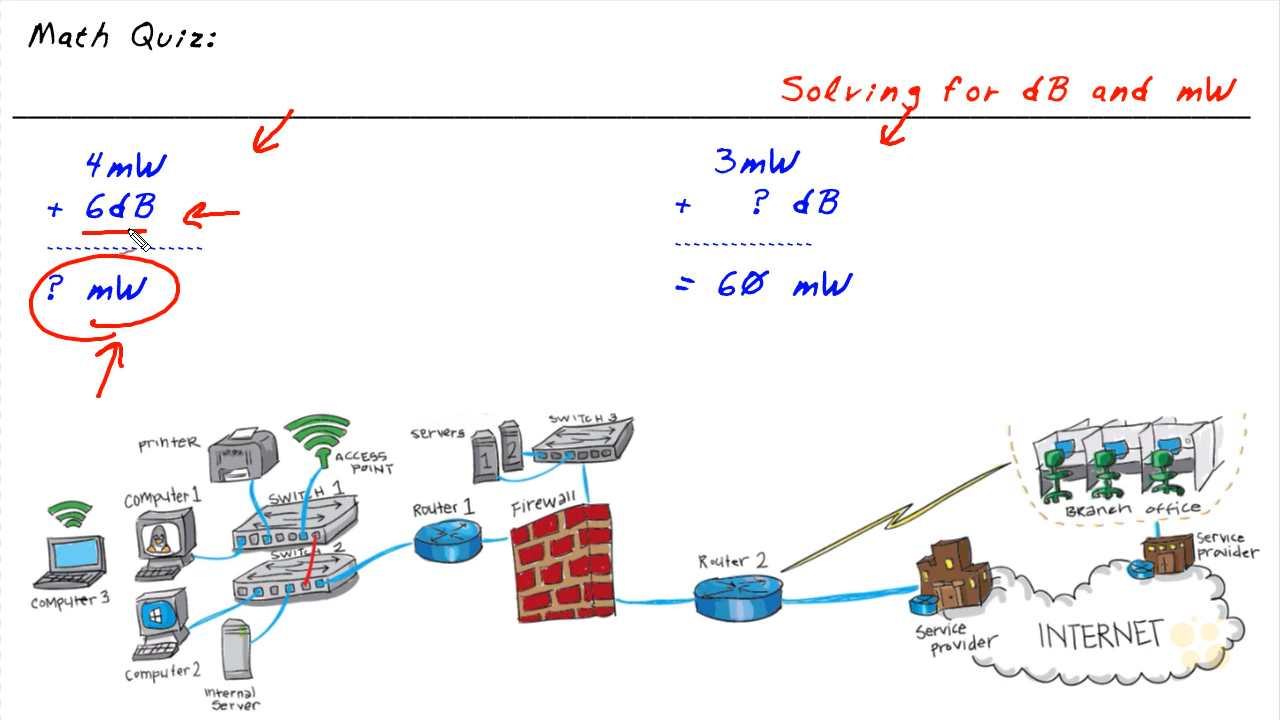 Math Quiz:
Solving for dB and mW
4mW
+ 6dB
? mW
3mW
+ ? dB
= 60 mW
printer
ACCESS
POINT
Computer 1
SWITCH 1
SWITCH 2
Computer 3
Computer 2
Internal
Server
Servers
1 2
SWITCH 3
Router 1
Firewall
Router 2
BRANCH OFFICE
Service
provider
Service
provider
INTERNET